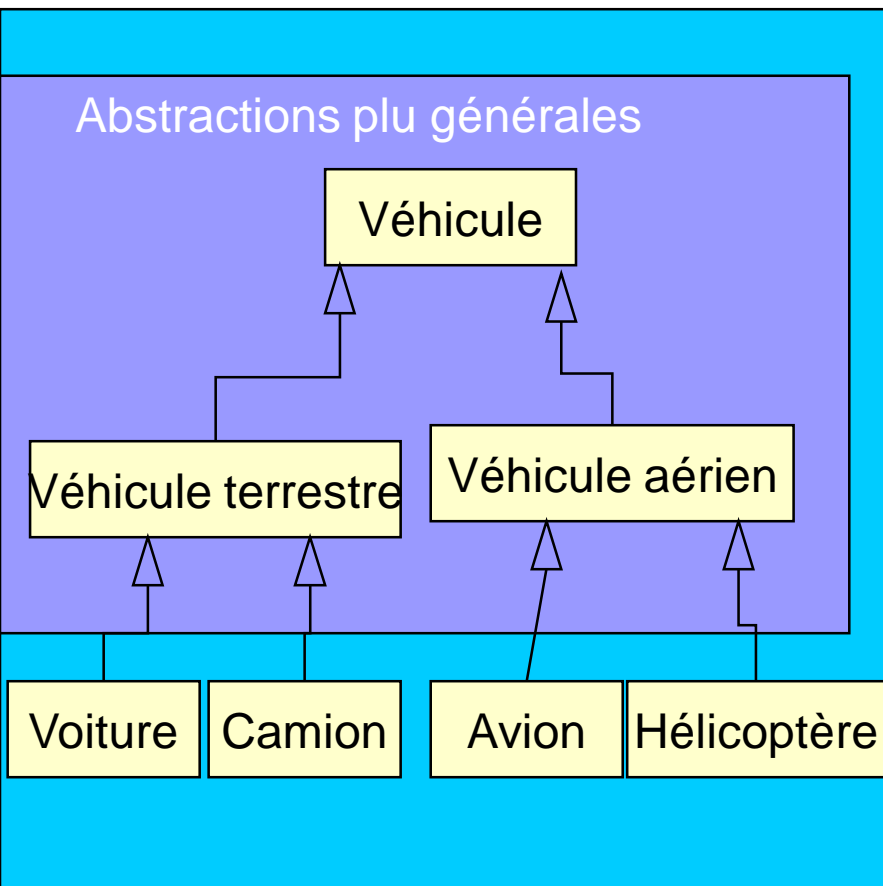 Abstractions plu générales
Véhicule
Véhicule terrestre
Véhicule aérien
Voiture
Camion
Avion
Hélicoptère